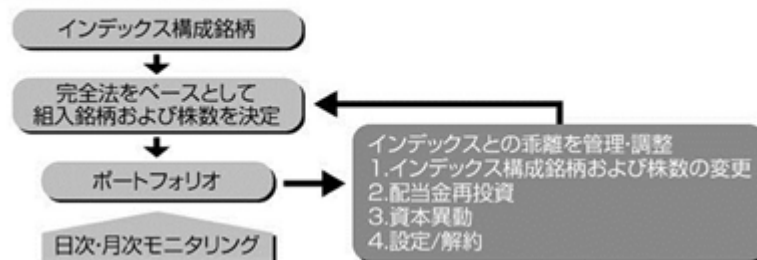 インデックス構成銘柄
完全法をベースとして
組入銘柄および株数を決定
ポートフォリオ
日次・月次モニタリング
インデックスとの乖離を管理・調整
1.インデックス構成銘柄および株数の変更
2.配当金再投資
3.資本異動
4.設定/解約